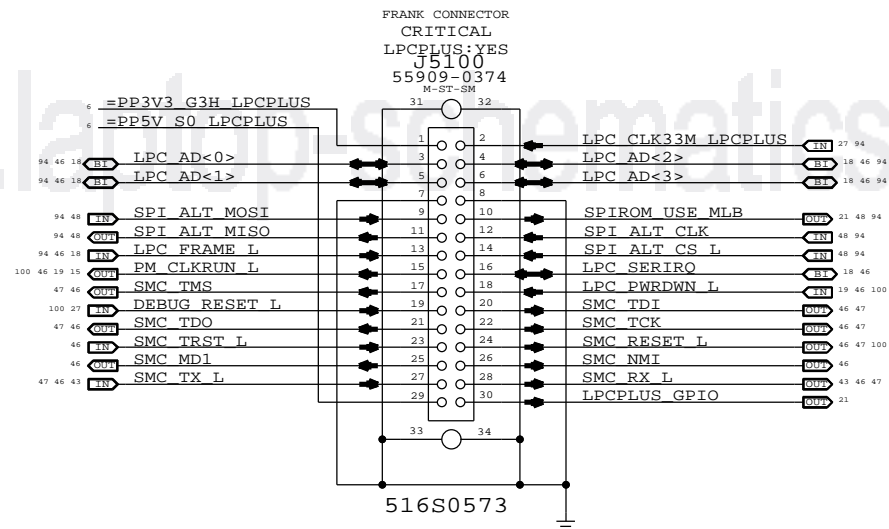 FRANK CONNECTOR
CRITICAL
LPCPLUS:YES
J5100
55909-0374
M-ST-SM
31 32
6 =PP3V3_G3H_LPCPLUS
6 =PP5V_S0_LPCPLUS
1 2 LPC_CLK33M_LPCPLUS IN 27 94
94 46 18 BI LPC_AD<0> 3 4 LPC_AD<2> BI 18 46 94
94 46 18 BI LPC_AD<1> 5 6 LPC_AD<3> BI 18 46 94
7 8
94 48 IN SPI_ALT_MOSI 9 10 SPIROM_USE_MLB OUT 21 48 94
94 48 OUT SPI_ALT_MISO 11 12 SPI_ALT_CLK IN 48 94
94 46 18 IN LPC_FRAME_L 13 14 SPI_ALT_CS_L IN 48 94
100 46 19 15 OUT PM_CLKRUN_L 15 16 LPC_SERIRQ BI 18 46
47 46 OUT SMC_TMS 17 18 LPC_PWRDWN_L IN 19 46 100
100 27 IN DEBUG_RESET_L 19 20 SMC_TDI OUT 46 47
47 46 OUT SMC_TDO 21 22 SMC_TCK OUT 46 47
46 IN SMC_TRST_L 23 24 SMC_RESET_L OUT 46 47 100
46 OUT SMC_MD1 25 26 SMC_NMI OUT 46
47 46 43 IN SMC_TX_L 27 28 SMC_RX_L OUT 43 46 47
29 30 LPCPLUS_GPIO OUT 21
33 34
516S0573
.laptop-schematics